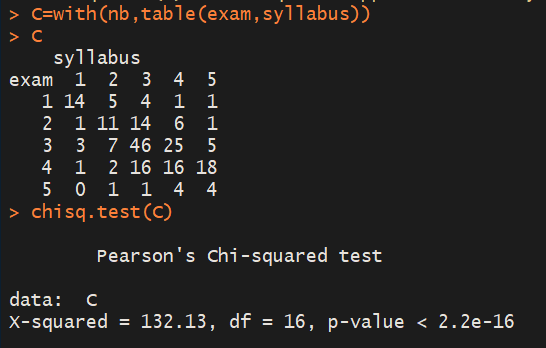 > C=with(nb,table(exam,syllabus))
> C
    syllabus
exam  1  2  3  4  5
   1 14  5  4  1  1
   2  1 11 14  6  1
   3  3  7 46 25  5
   4  1  2 16 16 18
   5  0  1  1  4  4
> chisq.test(C)

        Pearson's Chi-squared test

data:  C
X-squared = 132.13, df = 16, p-value < 2.2e-16